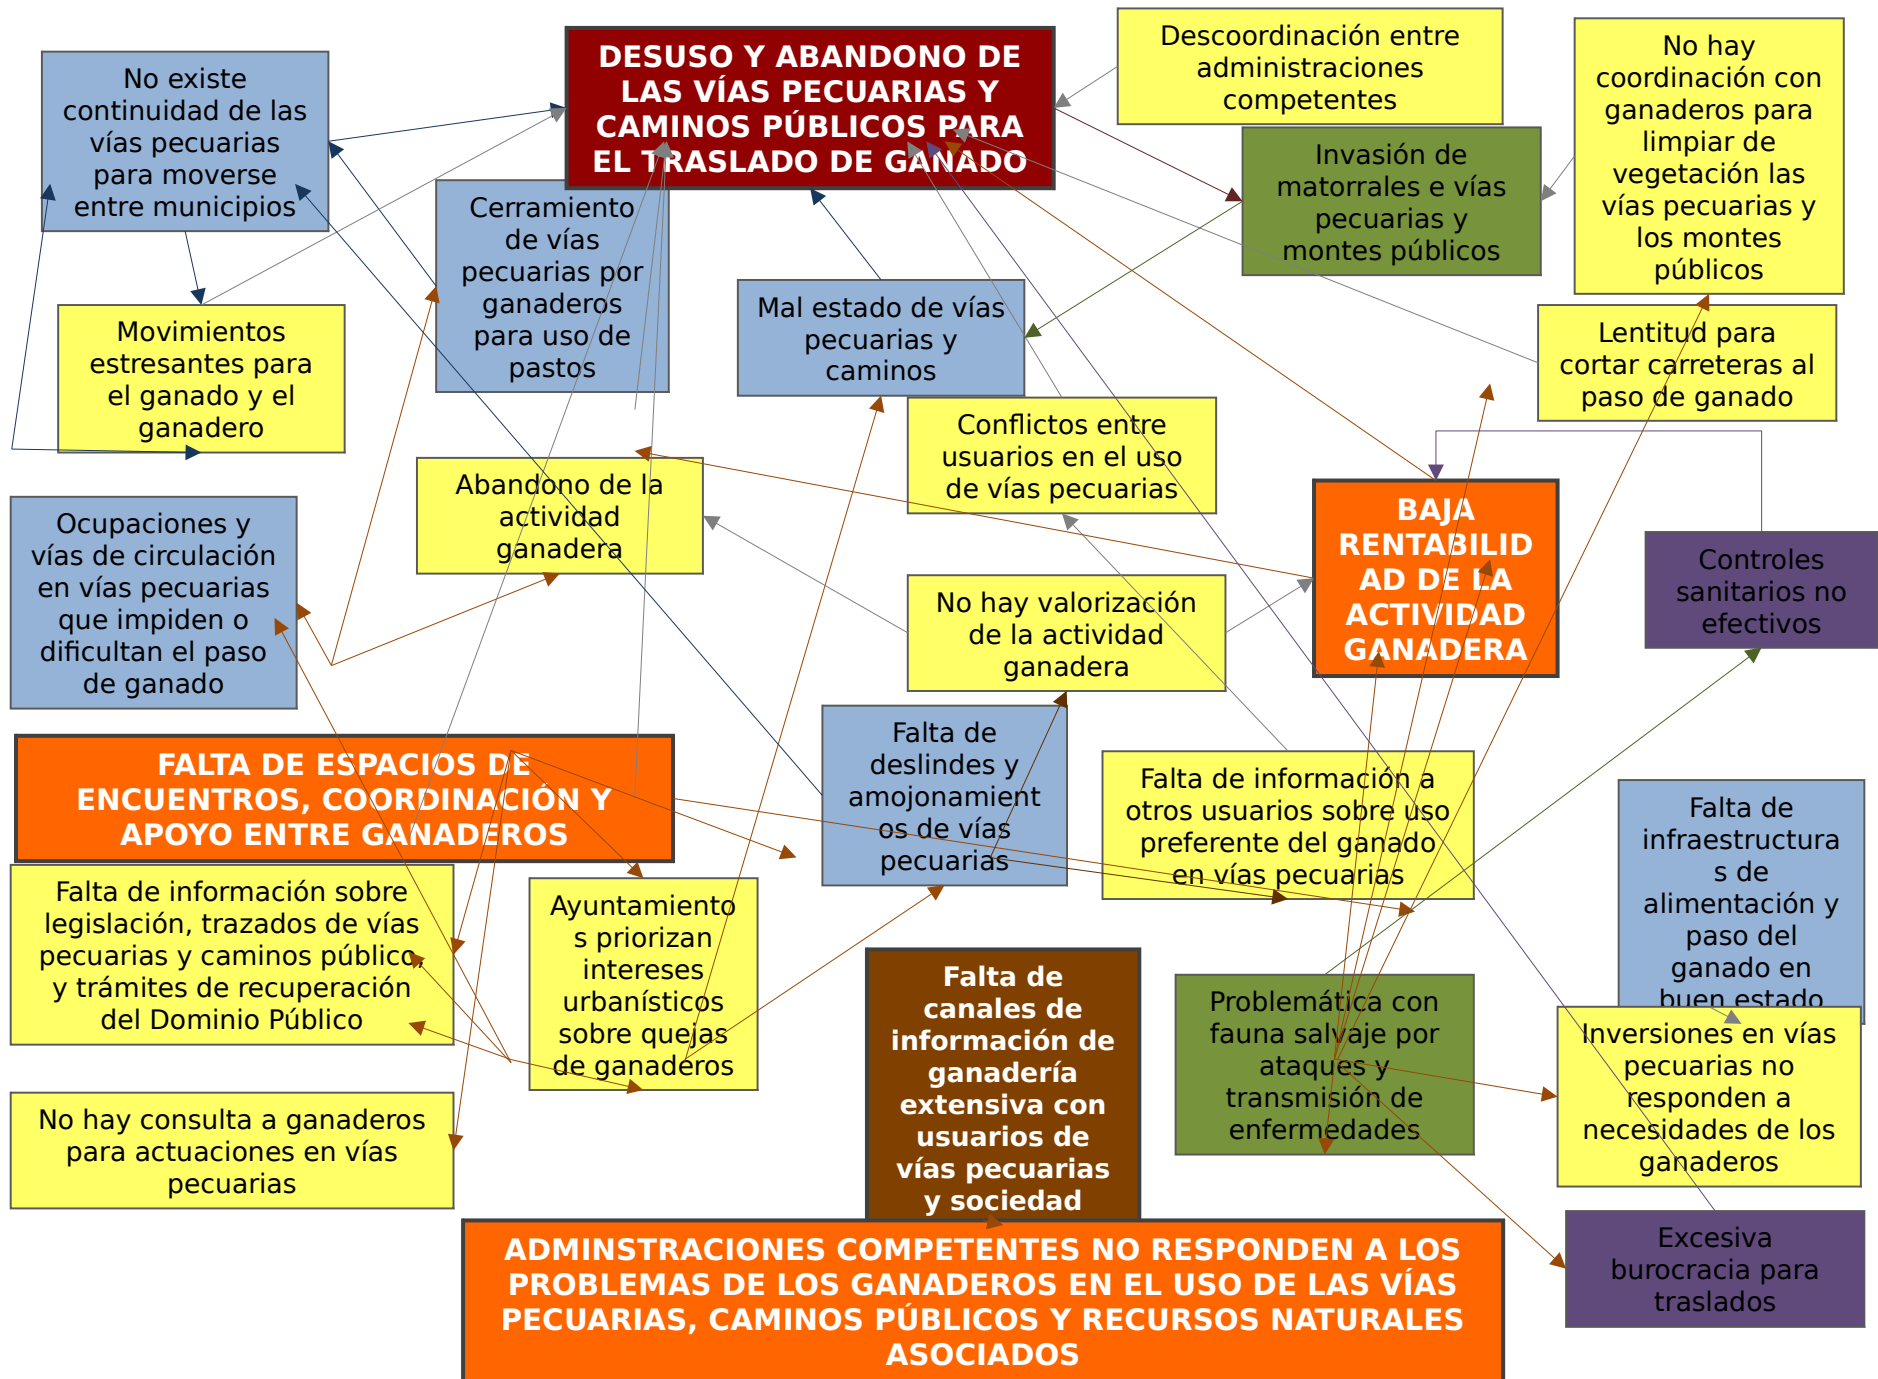 No existe
continuidad de las
vías pecuarias
para moverse
entre municipios
DESUSO Y ABANDONO DE
LAS VÍAS PECUARIAS Y
CAMINOS PÚBLICOS PARA
EL TRASLADO DE GANADO
Descoordinación entre
administraciones
competentes
No hay
coordinación con
ganaderos para
limpiar de
vegetación las
vías pecuarias y
los montes
públicos
Invasión de
matorrales e vías
pecuarias y
montes públicos
Cerramiento
de vías
pecuarias por
ganaderos
para uso de
pastos
Mal estado de vías
pecuarias y
caminos
Movimientos
estresantes para
el ganado y el
ganadero
Lentitud para
cortar carreteras al
paso de ganado
Conflictos entre
usuarios en el uso
de vías pecuarias
Abandono de la
actividad
ganadera
BAJA
RENTABILID
AD DE LA
ACTIVIDAD
GANADERA
Ocupaciones y
vías de circulación
en vías pecuarias
que impiden o
dificultan el paso
de ganado
Controles
sanitarios no
efectivos
No hay valorización
de la actividad
ganadera
Falta de
deslindes y
amojonamient
os de vías
pecuarias
FALTA DE ESPACIOS DE
ENCUENTROS, COORDINACIÓN Y
APOYO ENTRE GANADEROS
Falta de información a
otros usuarios sobre uso
preferente del ganado
en vías pecuarias
Falta de
infraestructura
s de
alimentación y
paso del
ganado en
buen estado
Falta de información sobre
legislación, trazados de vías
pecuarias y caminos público,
y trámites de recuperación
del Dominio Público
Ayuntamiento
s priorizan
intereses
urbanísticos
sobre quejas
de ganaderos
Falta de
canales de
información de
ganadería
extensiva con
usuarios de
vías pecuarias
y sociedad
Problemática con
fauna salvaje por
ataques y
transmisión de
enfermedades
Inversiones en vías
pecuarias no
responden a
necesidades de los
ganaderos
No hay consulta a ganaderos
para actuaciones en vías
pecuarias
Excesiva
burocracia para
traslados
ADMINSTRACIONES COMPETENTES NO RESPONDEN A LOS
PROBLEMAS DE LOS GANADEROS EN EL USO DE LAS VÍAS
PECUARIAS, CAMINOS PÚBLICOS Y RECURSOS NATURALES
ASOCIADOS